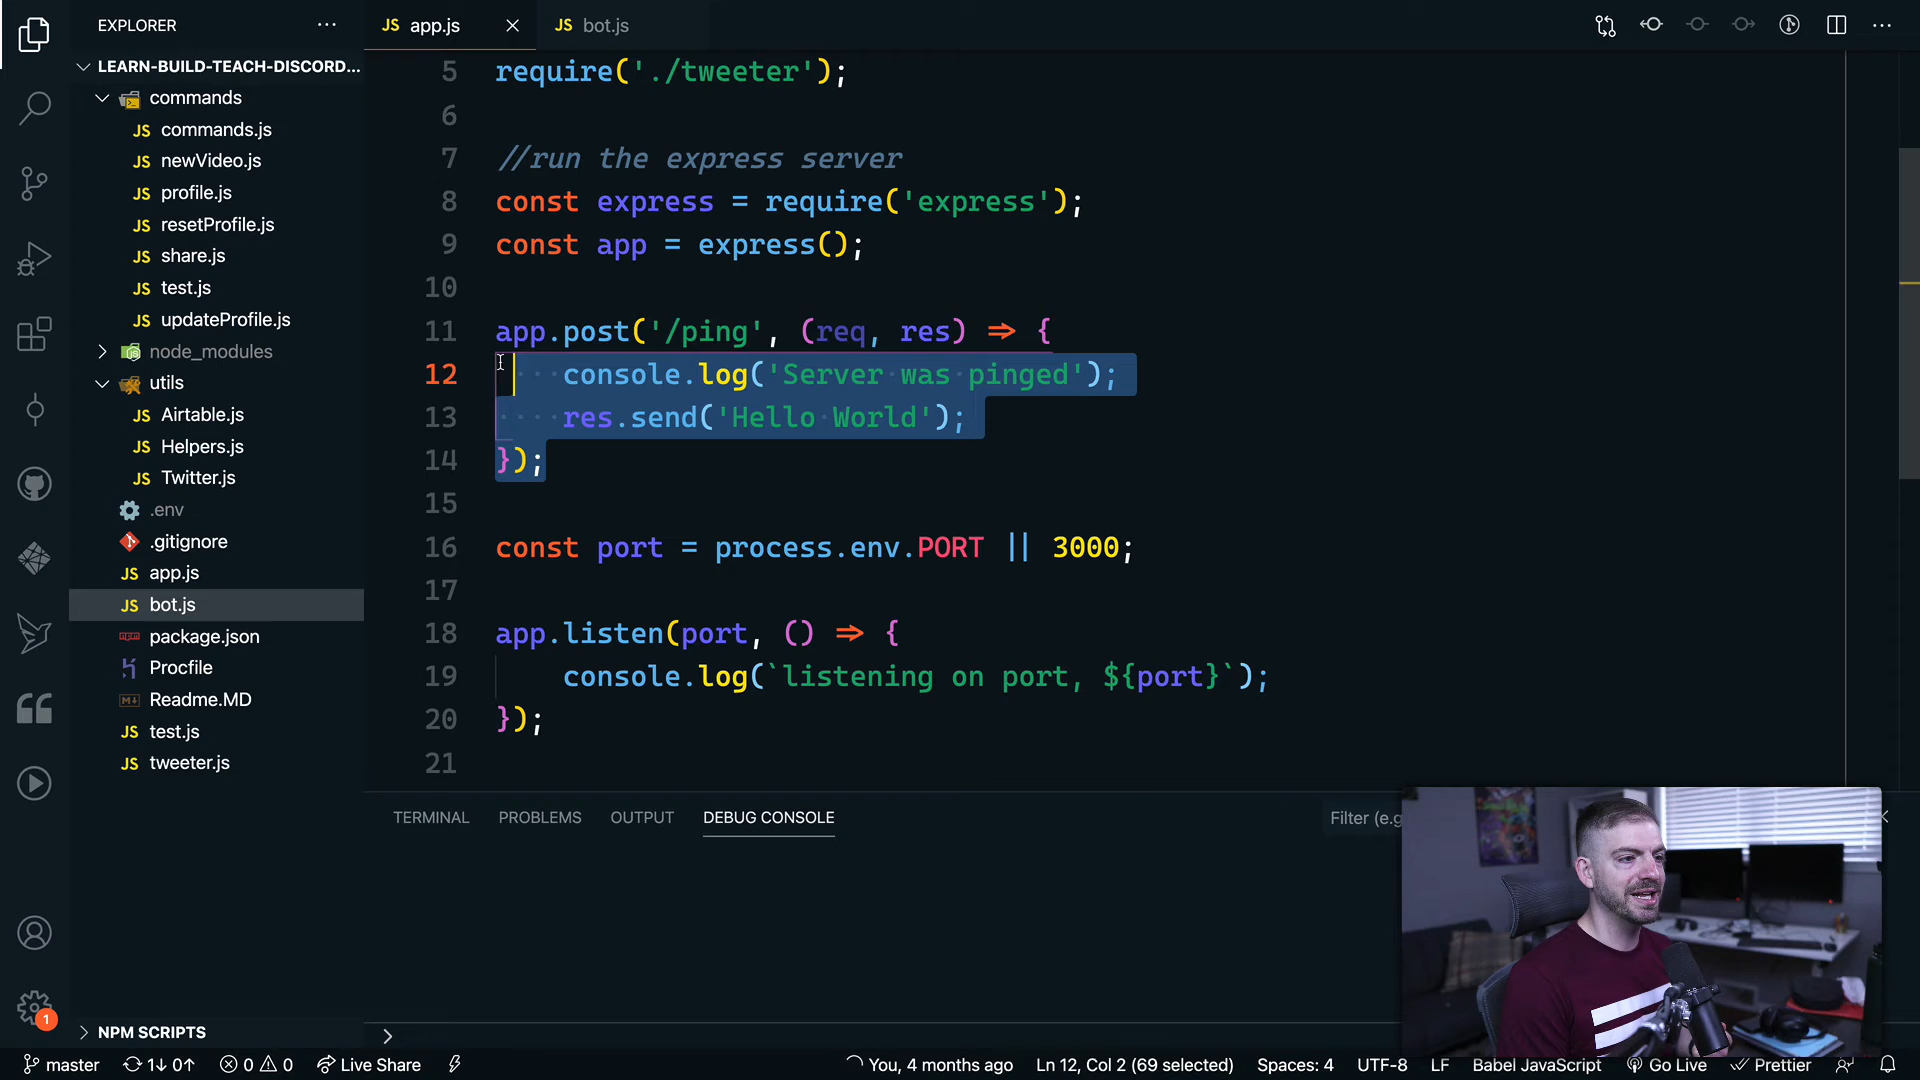 EXPLORER
···
JS app.js
JS bot.js
LEARN-BUILD-TEACH-DISCORD...
commands
JS commands.js
JS newVideo.js
JS profile.js
JS resetProfile.js
JS share.js
JS test.js
JS updateProfile.js
node_modules
utils
JS Airtable.js
JS Helpers.js
JS Twitter.js
.env
.gitignore
JS app.js
JS bot.js
package.json
Procfile
Readme.MD
JS test.js
JS tweeter.js
NPM SCRIPTS
1
5 require('./tweeter');
6
7 //run the express server
8 const express = require('express');
9 const app = express();
10
11 app.post('/ping', (req, res) => {
12 ····console.log('Server·was·pinged');
13 ····res.send('Hello·World');
14 });
15
16 const port = process.env.PORT || 3000;
17
18 app.listen(port, () => {
19 console.log(`listening on port, ${port}`);
20 });
21
TERMINAL PROBLEMS OUTPUT DEBUG CONSOLE
Filter (e.g
master 1↓ 0↑ 0 0 Live Share
You, 4 months ago Ln 12, Col 2 (69 selected) Spaces: 4 UTF-8 LF Babel JavaScript Go Live Prettier